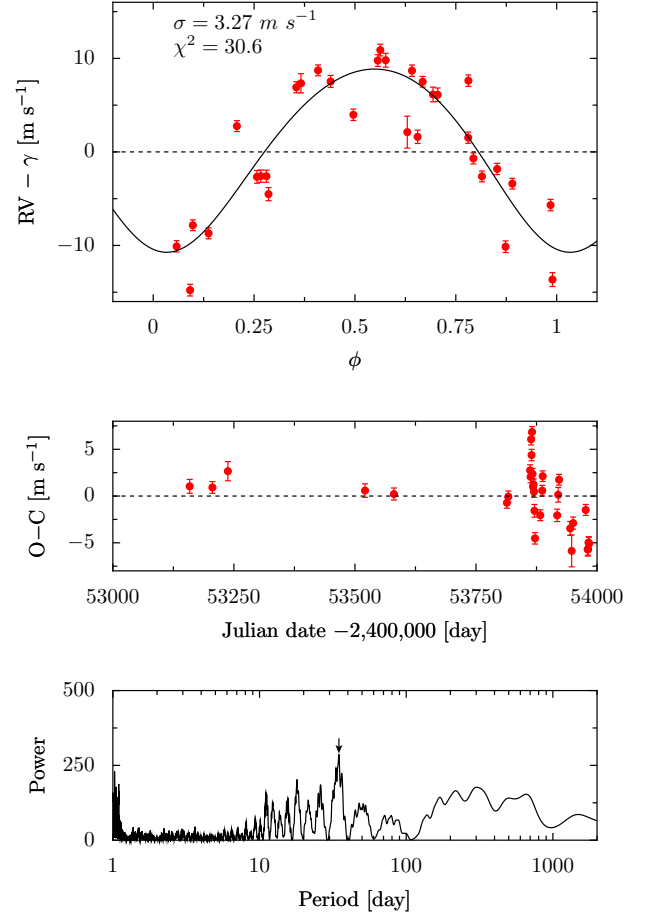 σ = 3.27 m s⁻¹
χ² = 30.6
10
0
−10
RV − γ [m s⁻¹]
0 0.25 0.5 0.75 1
ϕ
5
0
−5
O−C [m s⁻¹]
53000 53250 53500 53750 54000
Julian date −2,400,000 [day]
500
250
0
Power
1 10 100 1000
Period [day]